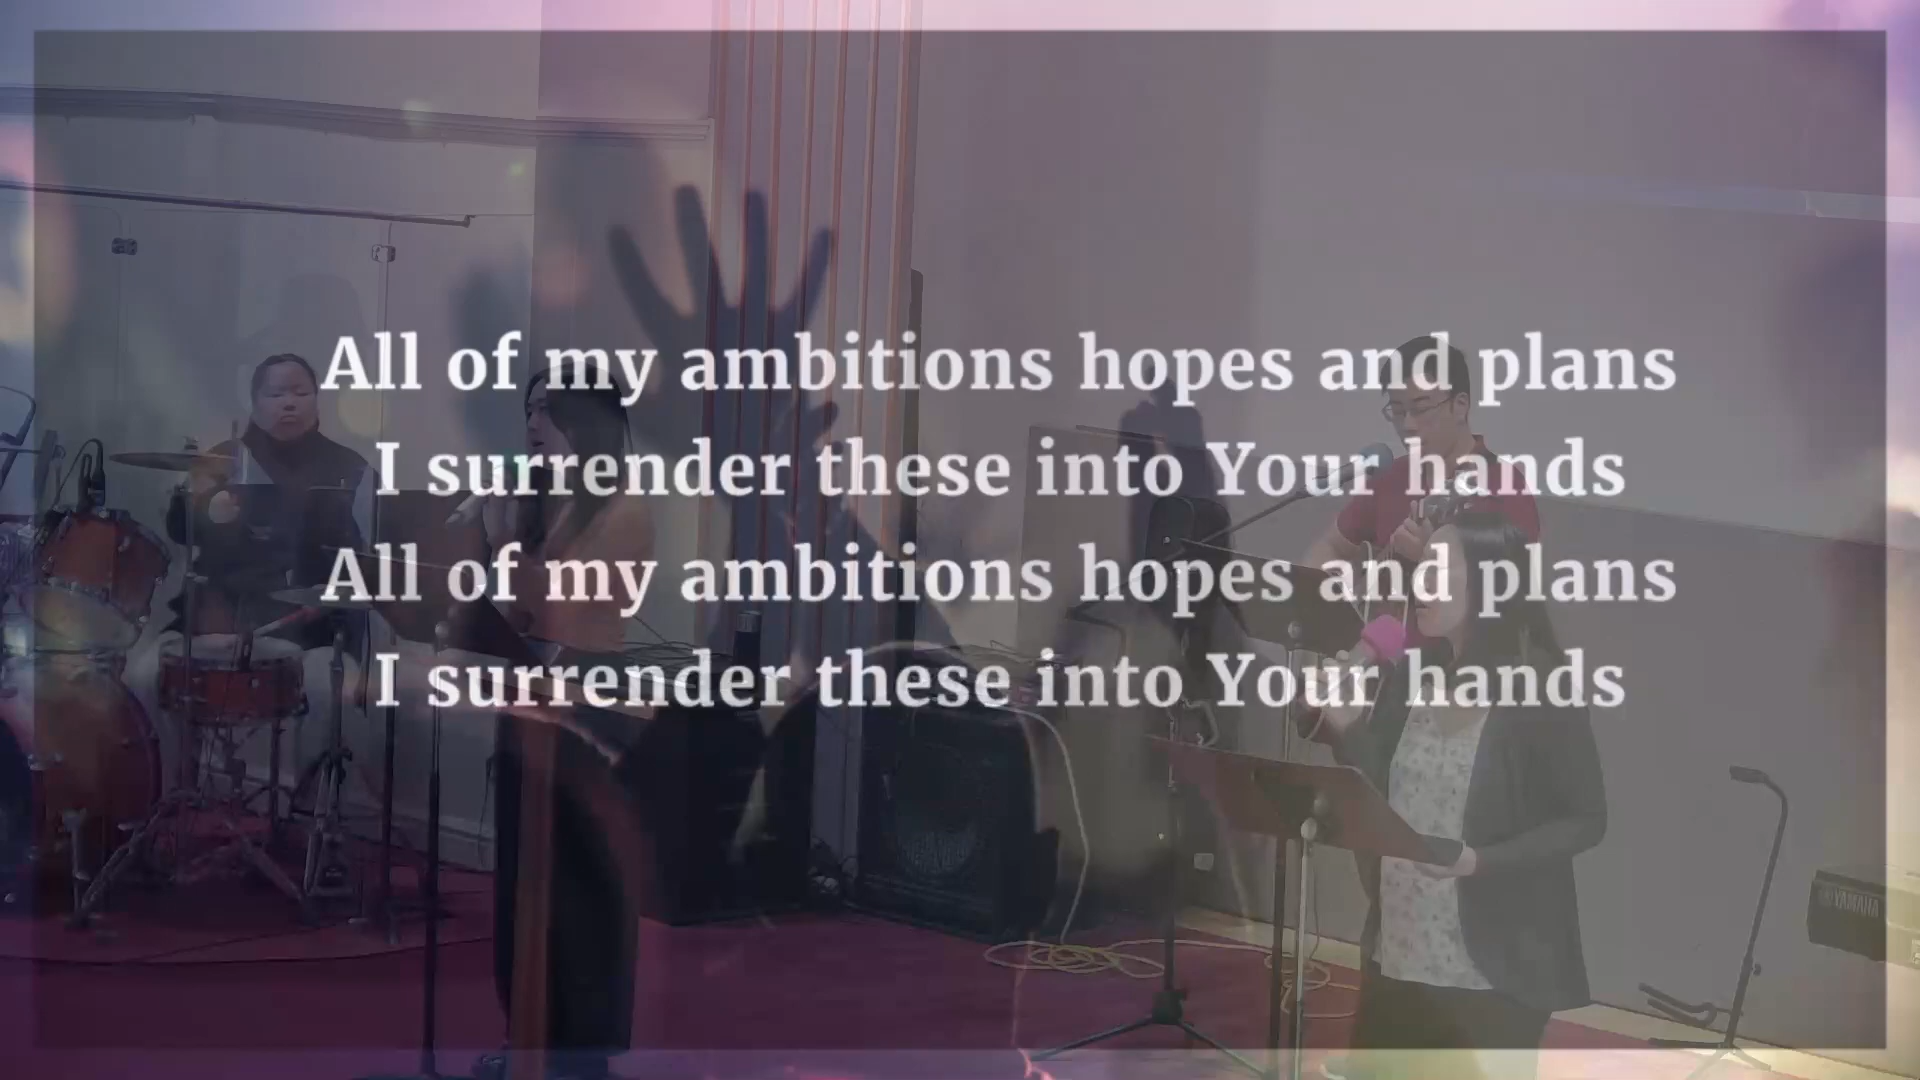 All of my ambitions hopes and plans
I surrender these into Your hands
All of my ambitions hopes and plans
I surrender these into Your hands
YAMAHA